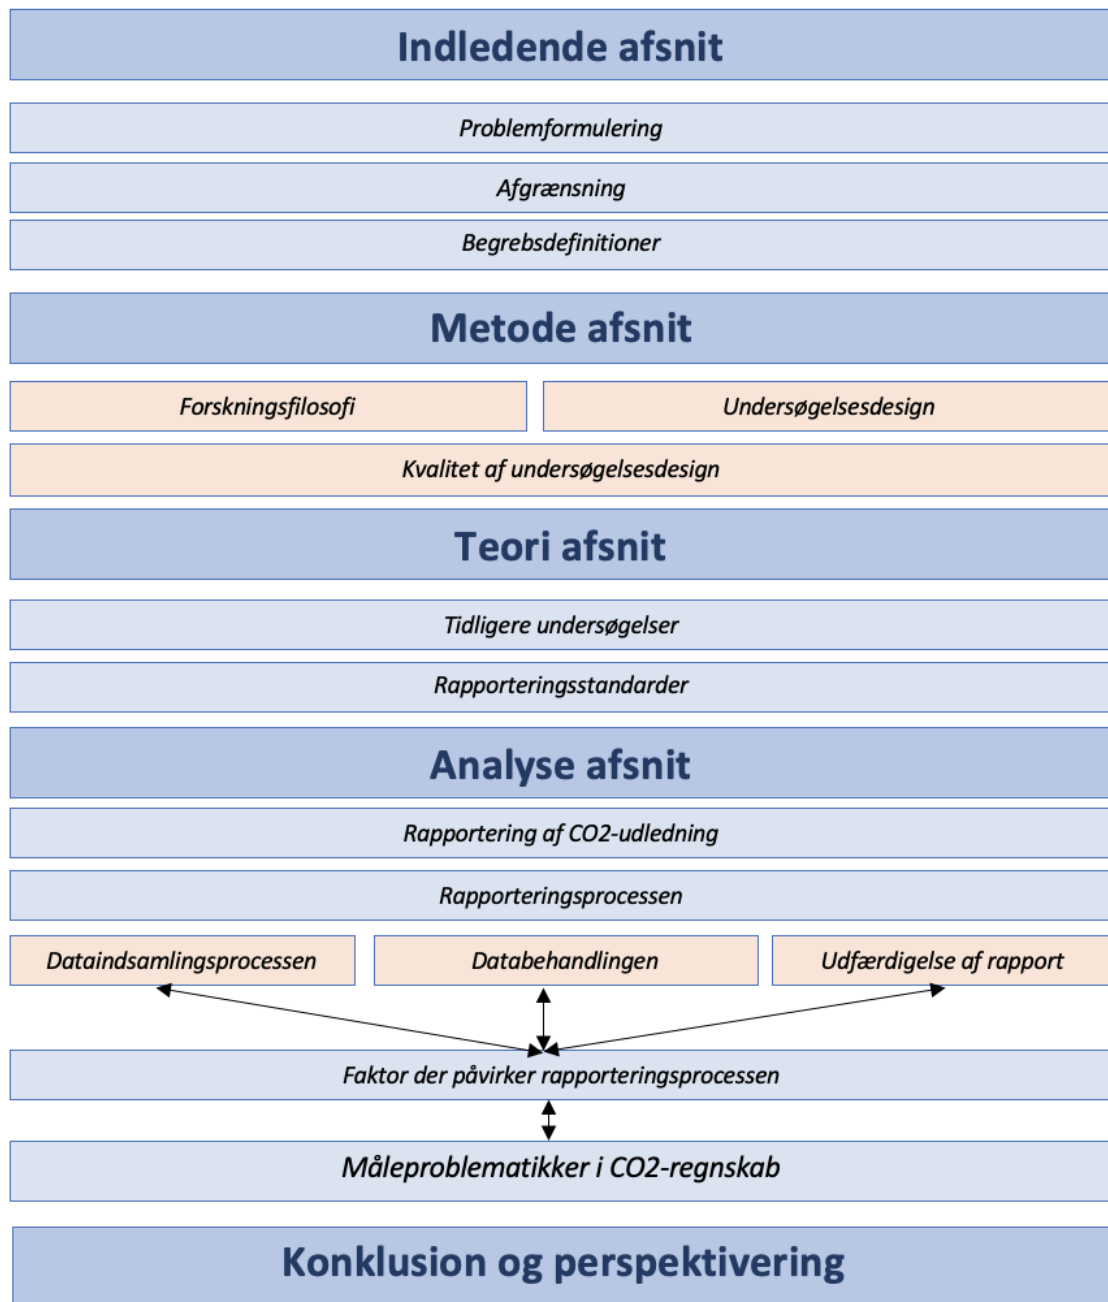 Indledende afsnit
Problemformulering
Afgrænsning
Begrebsdefinitioner
Metode afsnit
Forskningsfilosofi
Undersøgelsesdesign
Kvalitet af undersøgelsesdesign
Teori afsnit
Tidligere undersøgelser
Rapporteringsstandarder
Analyse afsnit
Rapportering af CO2-udledning
Rapporteringsprocessen
Dataindsamlingsprocessen
Databehandlingen
Udfærdigelse af rapport
Faktor der påvirker rapporteringsprocessen
Måleproblematikker i CO2-regnskab
Konklusion og perspektivering